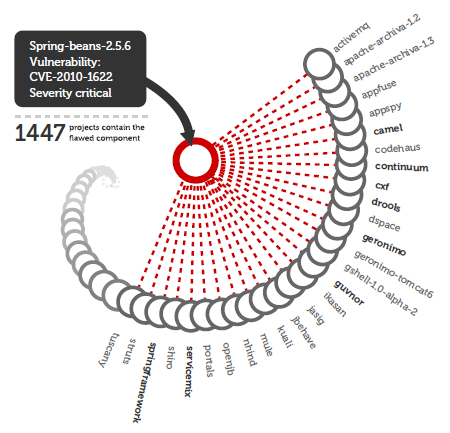 Spring-beans-2.5.6
Vulnerability:
CVE-2010-1622
Severity critical
1447 projects contain the
flawed component
activemq
apache-archiva-1.2
apache-archiva-1.3
appfuse
appspy
camel
codehaus
continuum
cxf
drools
dspace
geronimo
geronimo-tomcat6
gshell-1.0-alpha-2
guvnor
ikasan
jasig
jbehave
kuali
mule
nhind
openjb
portals
servicemix
shiro
springframework
struts
tuscany